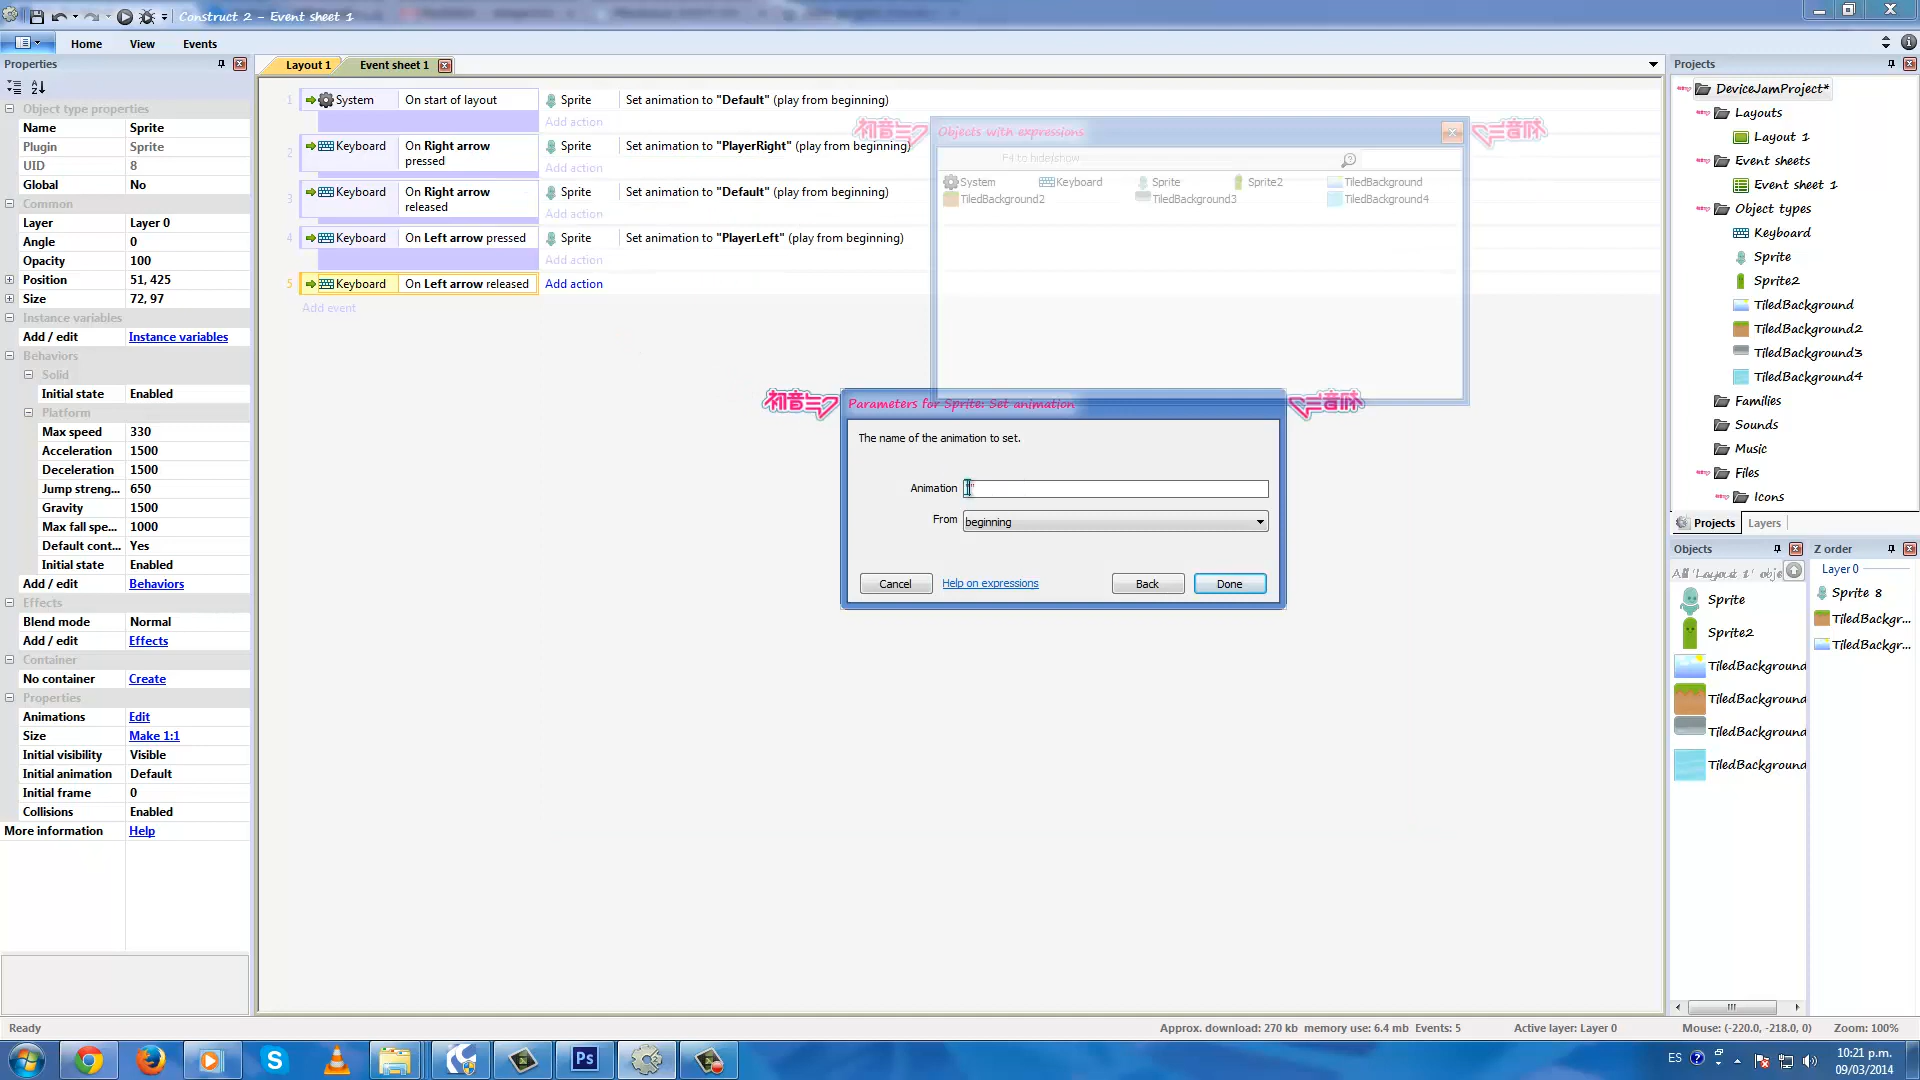 Construct 2 - Event sheet 1
Home View Events
Properties
Object type properties
Name Sprite
Plugin Sprite
UID 8
Global No
Common
Layer Layer 0
Angle 0
Opacity 100
Position 51, 425
Size 72, 97
Instance variables
Add / edit Instance variables
Behaviors
Solid
Initial state Enabled
Platform
Max speed 330
Acceleration 1500
Deceleration 1500
Jump streng... 650
Gravity 1500
Max fall spe... 1000
Default cont... Yes
Initial state Enabled
Add / edit Behaviors
Effects
Blend mode Normal
Add / edit Effects
Container
No container Create
Properties
Animations Edit
Size Make 1:1
Initial visibility Visible
Initial animation Default
Initial frame 0
Collisions Enabled
More information Help
Layout 1 Event sheet 1
1 System On start of layout Sprite Set animation to "Default" (play from beginning)
Add action
2 Keyboard On Right arrow pressed Sprite Set animation to "PlayerRight" (play from beginning)
Add action
3 Keyboard On Right arrow released Sprite Set animation to "Default" (play from beginning)
Add action
4 Keyboard On Left arrow pressed Sprite Set animation to "PlayerLeft" (play from beginning)
Add action
5 Keyboard On Left arrow released Add action
Add event
Objects with expressions
F4 to hide/show
System Keyboard Sprite Sprite2 TiledBackground
TiledBackground2 TiledBackground3 TiledBackground4
Parameters for Sprite: Set animation
The name of the animation to set.
Animation
From beginning
Cancel Help on expressions Back Done
Projects
DeviceJamProject*
Layouts
Layout 1
Event sheets
Event sheet 1
Object types
Keyboard
Sprite
Sprite2
TiledBackground
TiledBackground2
TiledBackground3
TiledBackground4
Families
Sounds
Music
Files
Icons
Projects Layers
Objects
All 'Layout 1' obje
Sprite
Sprite2
TiledBackground
TiledBackground
TiledBackground
TiledBackground
Z order
Layer 0
Sprite 8
TiledBackgr...
TiledBackgr...
Ready
Approx. download: 270 kb memory use: 6.4 mb Events: 5 Active layer: Layer 0 Mouse: (-220.0, -218.0, 0) Zoom: 100%
Ps
ES
10:21 p.m.
09/03/2014